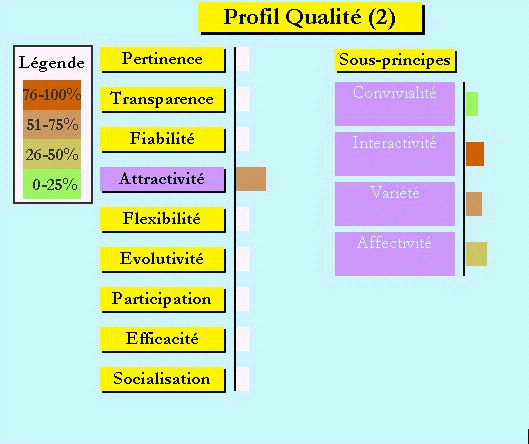 Profil Qualité (2)
Légende
76-100%
51-75%
26-50%
0-25%
Pertinence
Transparence
Fiabilité
Attractivité
Flexibilité
Evolutivité
Participation
Efficacité
Socialisation
Sous-principes
Convivialité
Interactivité
Variété
Affectivité